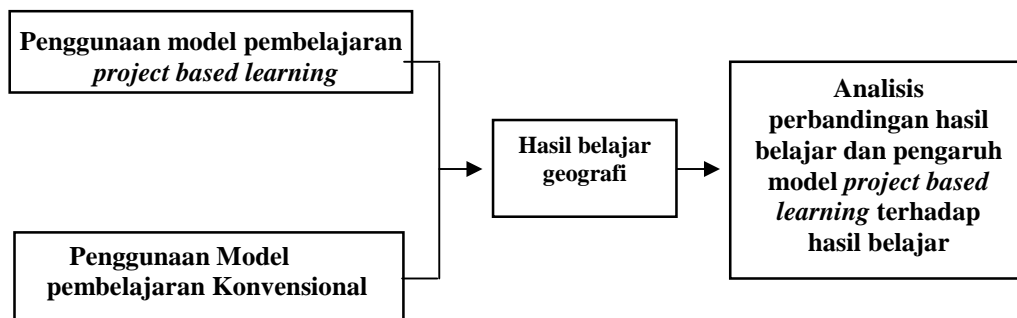 Penggunaan model pembelajaran
project based learning
Penggunaan Model
pembelajaran Konvensional
Hasil belajar
geografi
Analisis
perbandingan hasil
belajar dan pengaruh
model project based
learning terhadap
hasil belajar